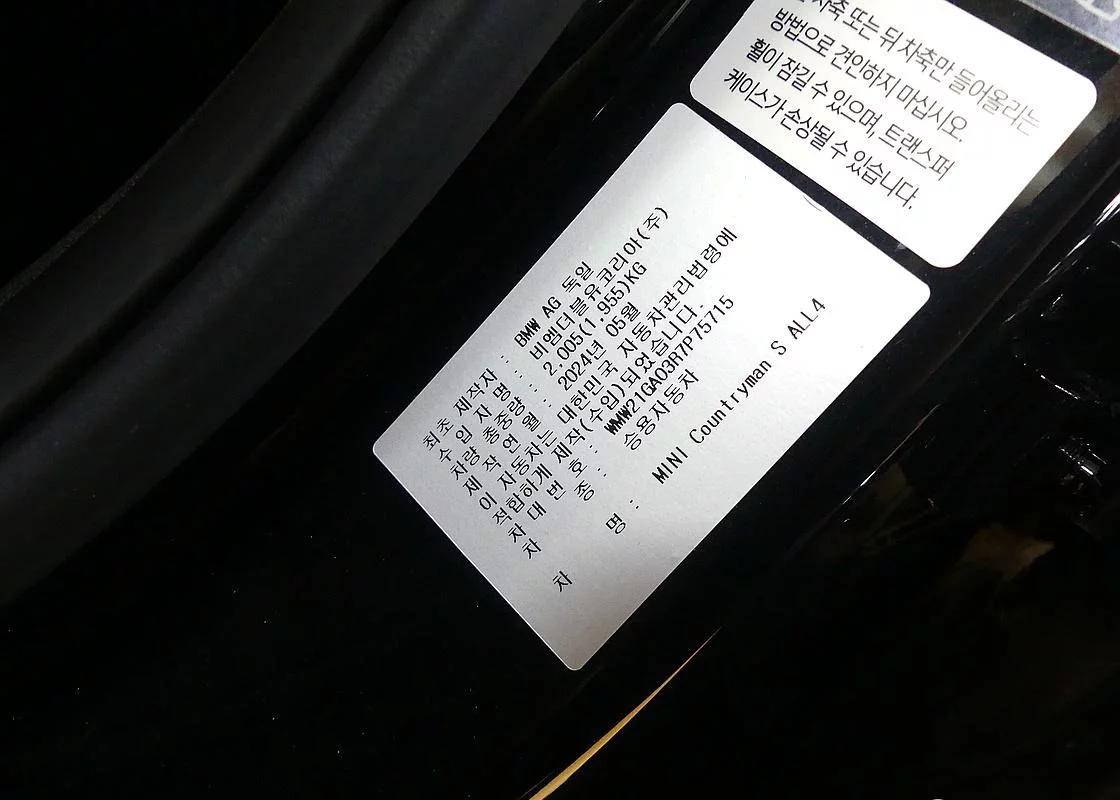 차축 또는 뒤 차축만 들어올리는
방법으로 견인하지 마십시오.
휠이 잠길 수 있으며, 트랜스퍼
케이스가 손상될 수 있습니다.
최초 제작자 : BMW AG 독일
수 입 자 명 : 비엠더블유코리아(주)
차량 총중량 : 2,005(1,955)KG
제 작 연 월 : 2024년 05월
이 자동차는 대한민국 자동차관리법령에
적합하게 제작(수입)되었습니다.
차 대 번 호 : WMW21GA03R7P75715
차 종 : 승용자동차
차 명 : MINI Countryman S ALL4